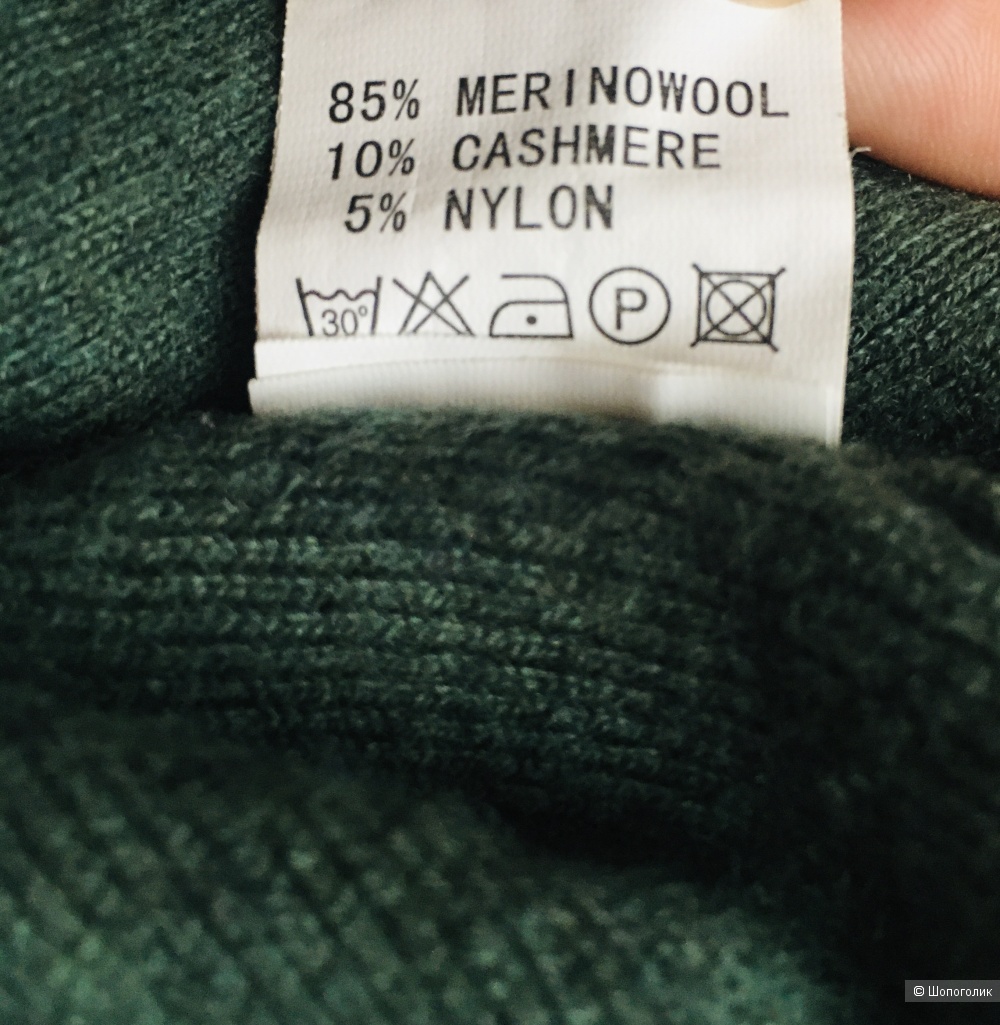 85% MERINOWOOL
10% CASHMERE
5% NYLON
30° P
© Шопоголик